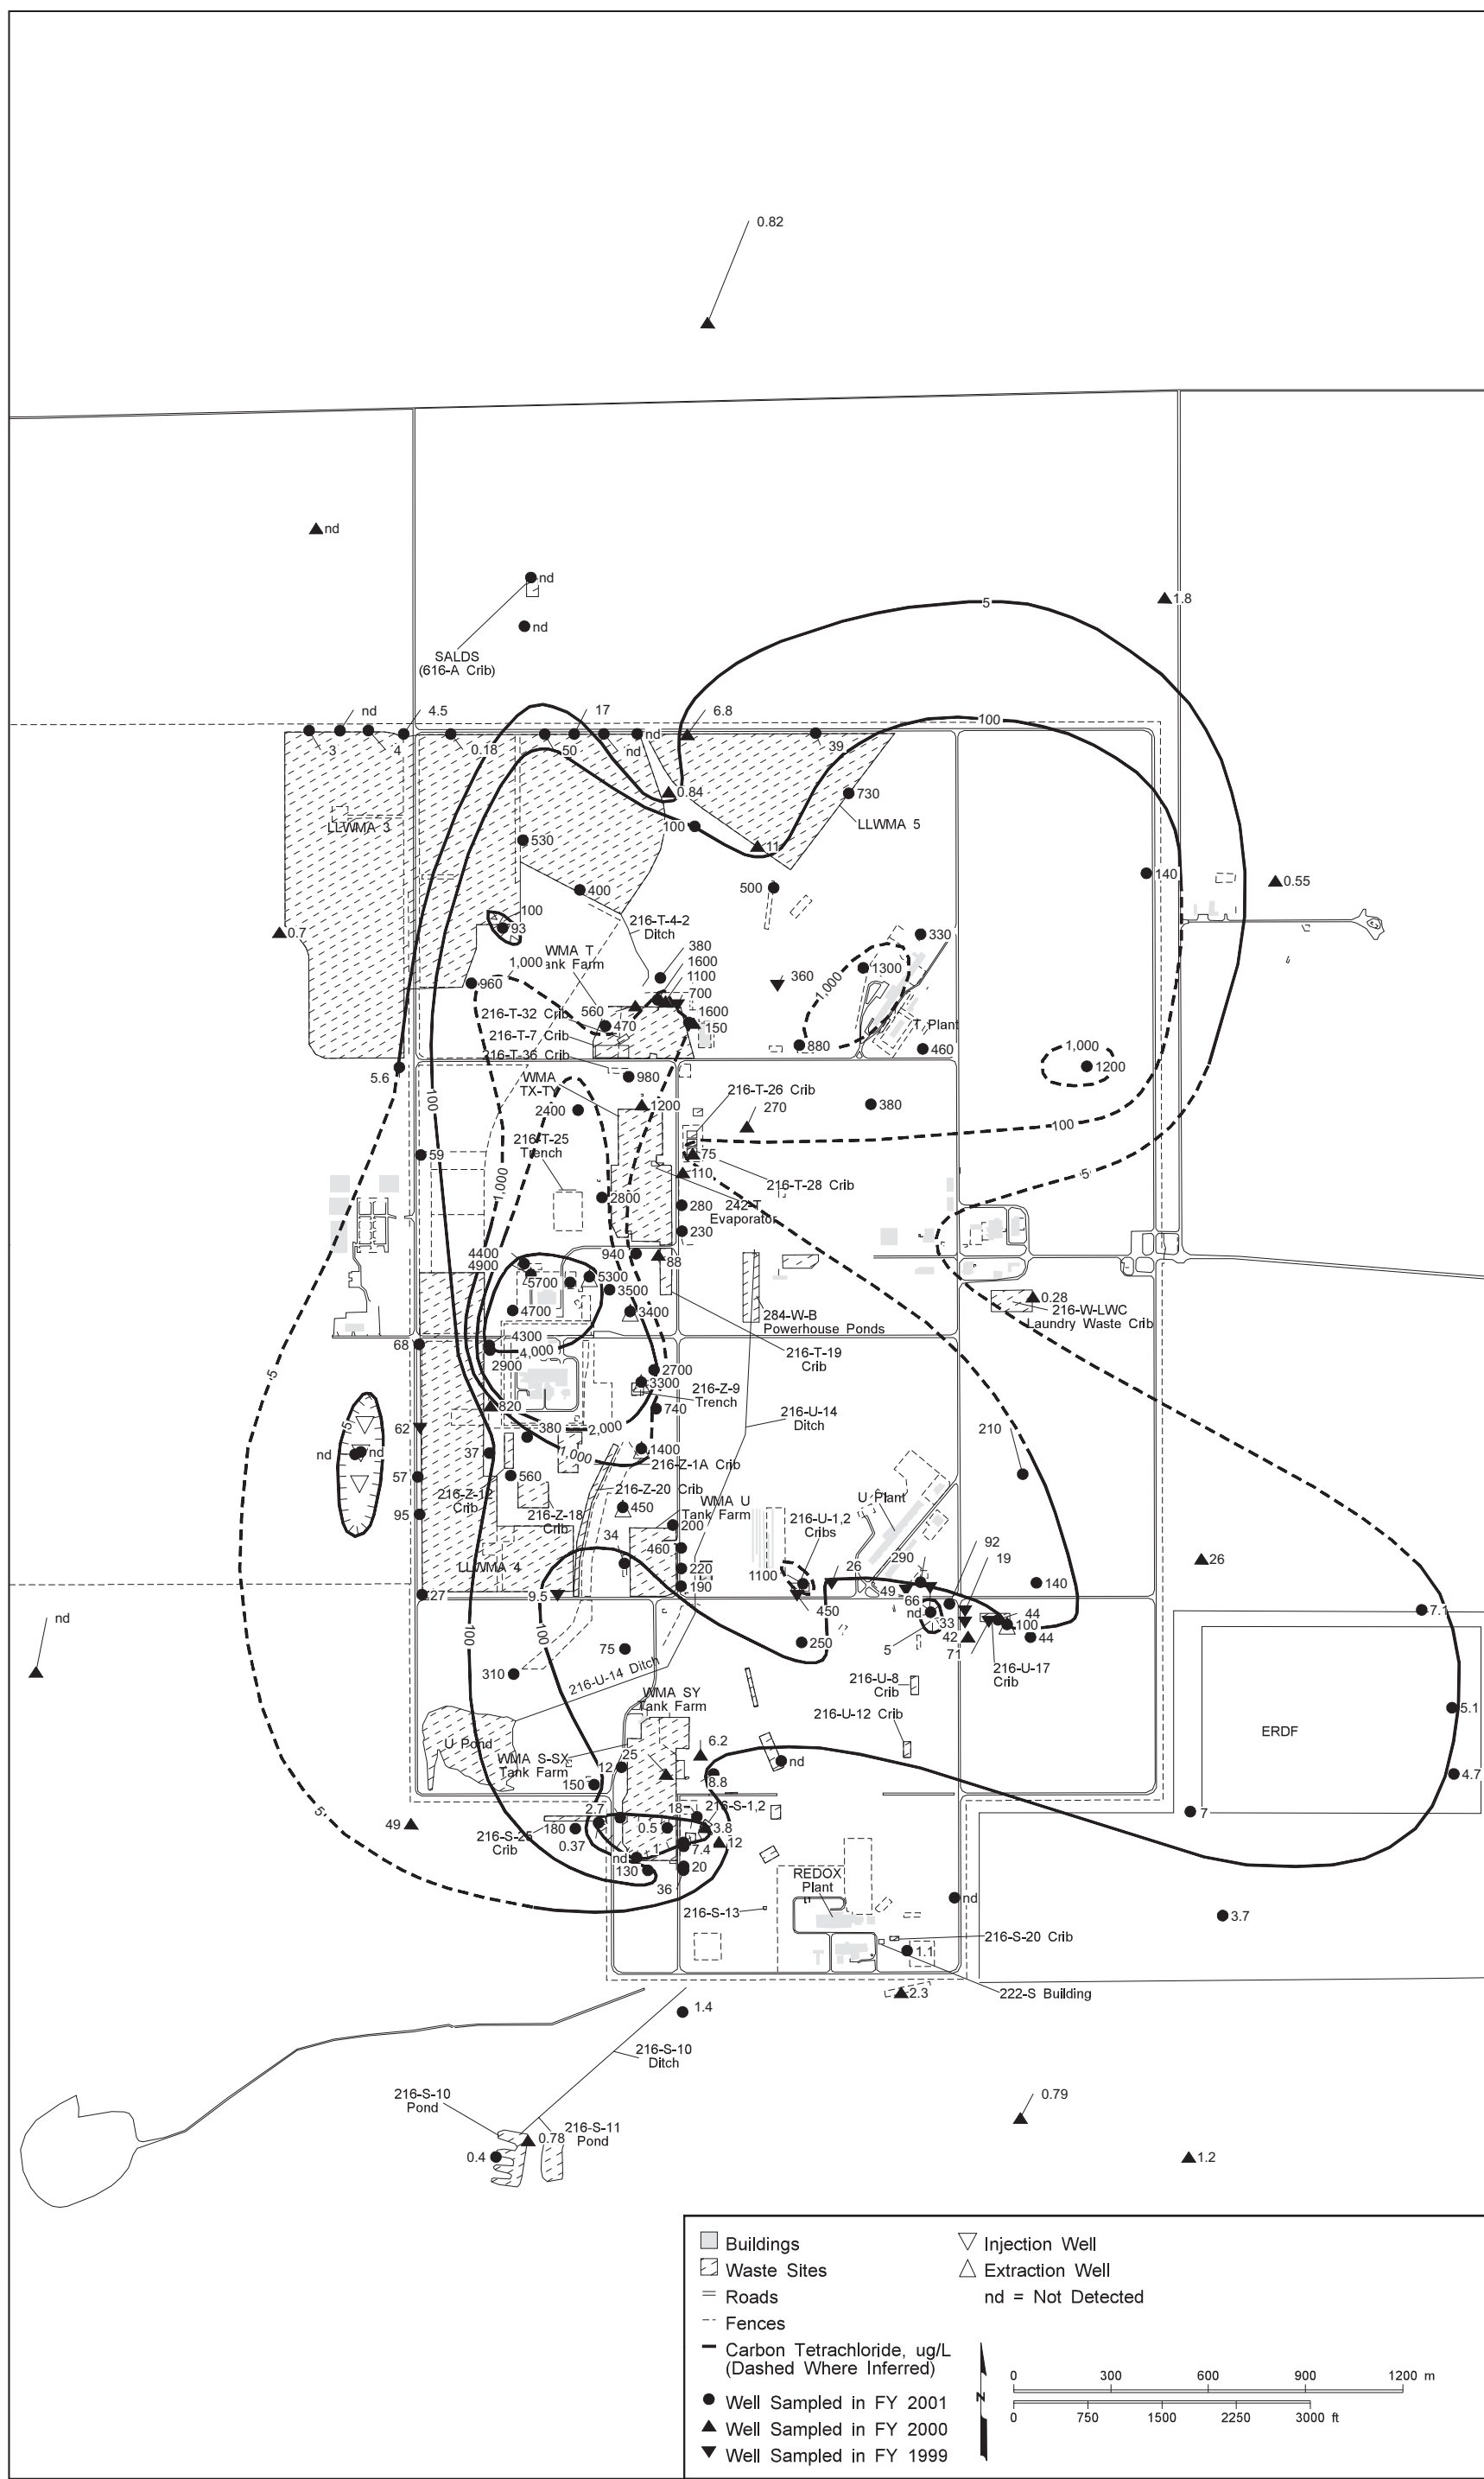 0.82
nd
nd
nd
1.8
5
SALDS
(616-A Crib)
nd
4.5
17
6.8
100
3
4
0.18
50
nd
nd
39
0.84
730
LLWMA 3
100
LLWMA 5
530
11
400
500
140
0.55
100
93
216-T-4-2
Ditch
0.7
330
380
WMA T
Tank Farm
1,000
1600
1100
360
1300
960
700
1,000
216-T-32 Crib
560
470
1600
150
T Plant
216-T-7 Crib
216-T-36 Crib
880
460
1,000
5.6
980
1200
WMA
TX-TY
216-T-26 Crib
100
2400
1200
270
380
100
216-T-25
Trench
59
75
110
5
1,000
216-T-28 Crib
2800
280
242-T
Evaporator
230
4400
4900
940
88
5700
5300
3500
0.28
4700
3400
284-W-B
Powerhouse Ponds
216-W-LWC
Laundry Waste Crib
68
4300
4,000
2900
216-T-19
Crib
2700
5
3300
216-Z-9
Trench
820
740
216-U-14
Ditch
5
62
380
2,000
210
nd
nd
37
1,000
1400
216-Z-1A Crib
57
560
216-Z-12
Crib
216-Z-20 Crib
U Plant
95
216-Z-18
Crib
450
WMA U
Tank Farm
216-U-1,2
Cribs
200
34
460
92
290
26
19
LLWMA 4
220
1100
26
49
140
190
27
9.5
450
66
nd
7.1
100
100
33
44
100
42
44
75
250
5
71
216-U-17
Crib
310
216-U-14 Ditch
216-U-8
Crib
nd
WMA SY
Tank Farm
216-U-12 Crib
5.1
ERDF
U Pond
6.2
WMA S-SX
Tank Farm
25
12
nd
150
8.8
4.7
5
2.7
18
216-S-1,2
7
49
216-S-25
Crib
180
0.37
0.5
3.8
12
nd
1
7.4
130
20
36
REDOX
Plant
nd
216-S-13
3.7
216-S-20 Crib
1.1
2.3
222-S Building
1.4
216-S-10
Ditch
216-S-10
Pond
0.79
216-S-11
Pond
0.78
0.4
1.2
Buildings
Waste Sites
Roads
Fences
Carbon Tetrachloride, ug/L
(Dashed Where Inferred)
Well Sampled in FY 2001
Well Sampled in FY 2000
Well Sampled in FY 1999
Injection Well
Extraction Well
nd = Not Detected
N
0 300 600 900 1200 m
0 750 1500 2250 3000 ft